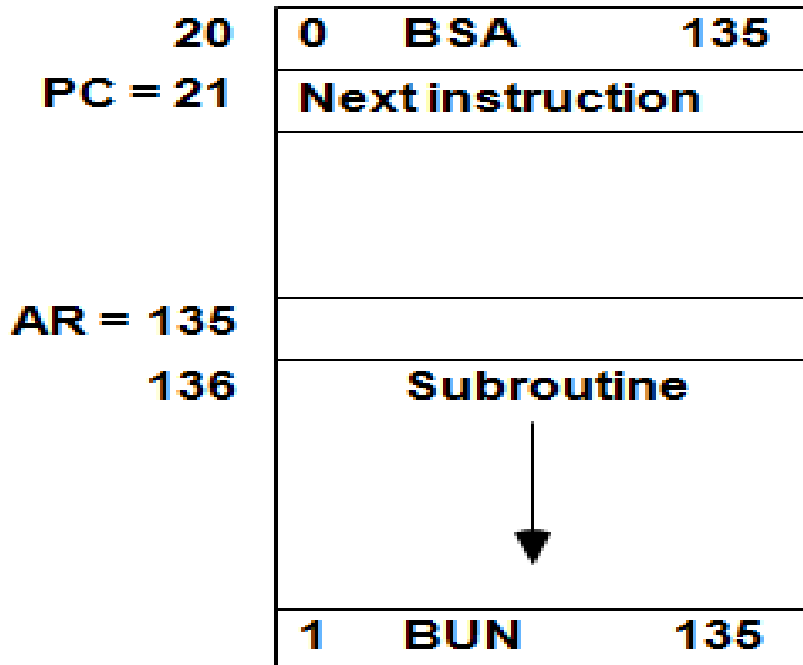 20 0 BSA 135
PC = 21 Next instruction
AR = 135
136 Subroutine
1 BUN 135